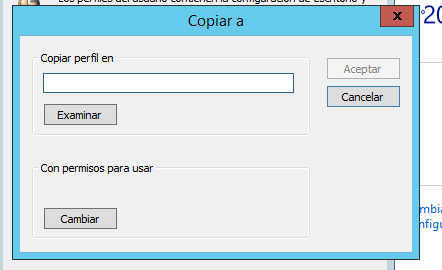 Los perfiles del usuario contienen la configuración de escritorio y
Copiar a
x
20
Copiar perfil en
Aceptar
Cancelar
Examinar
Con permisos para usar
Cambiar
mbia
nfigu